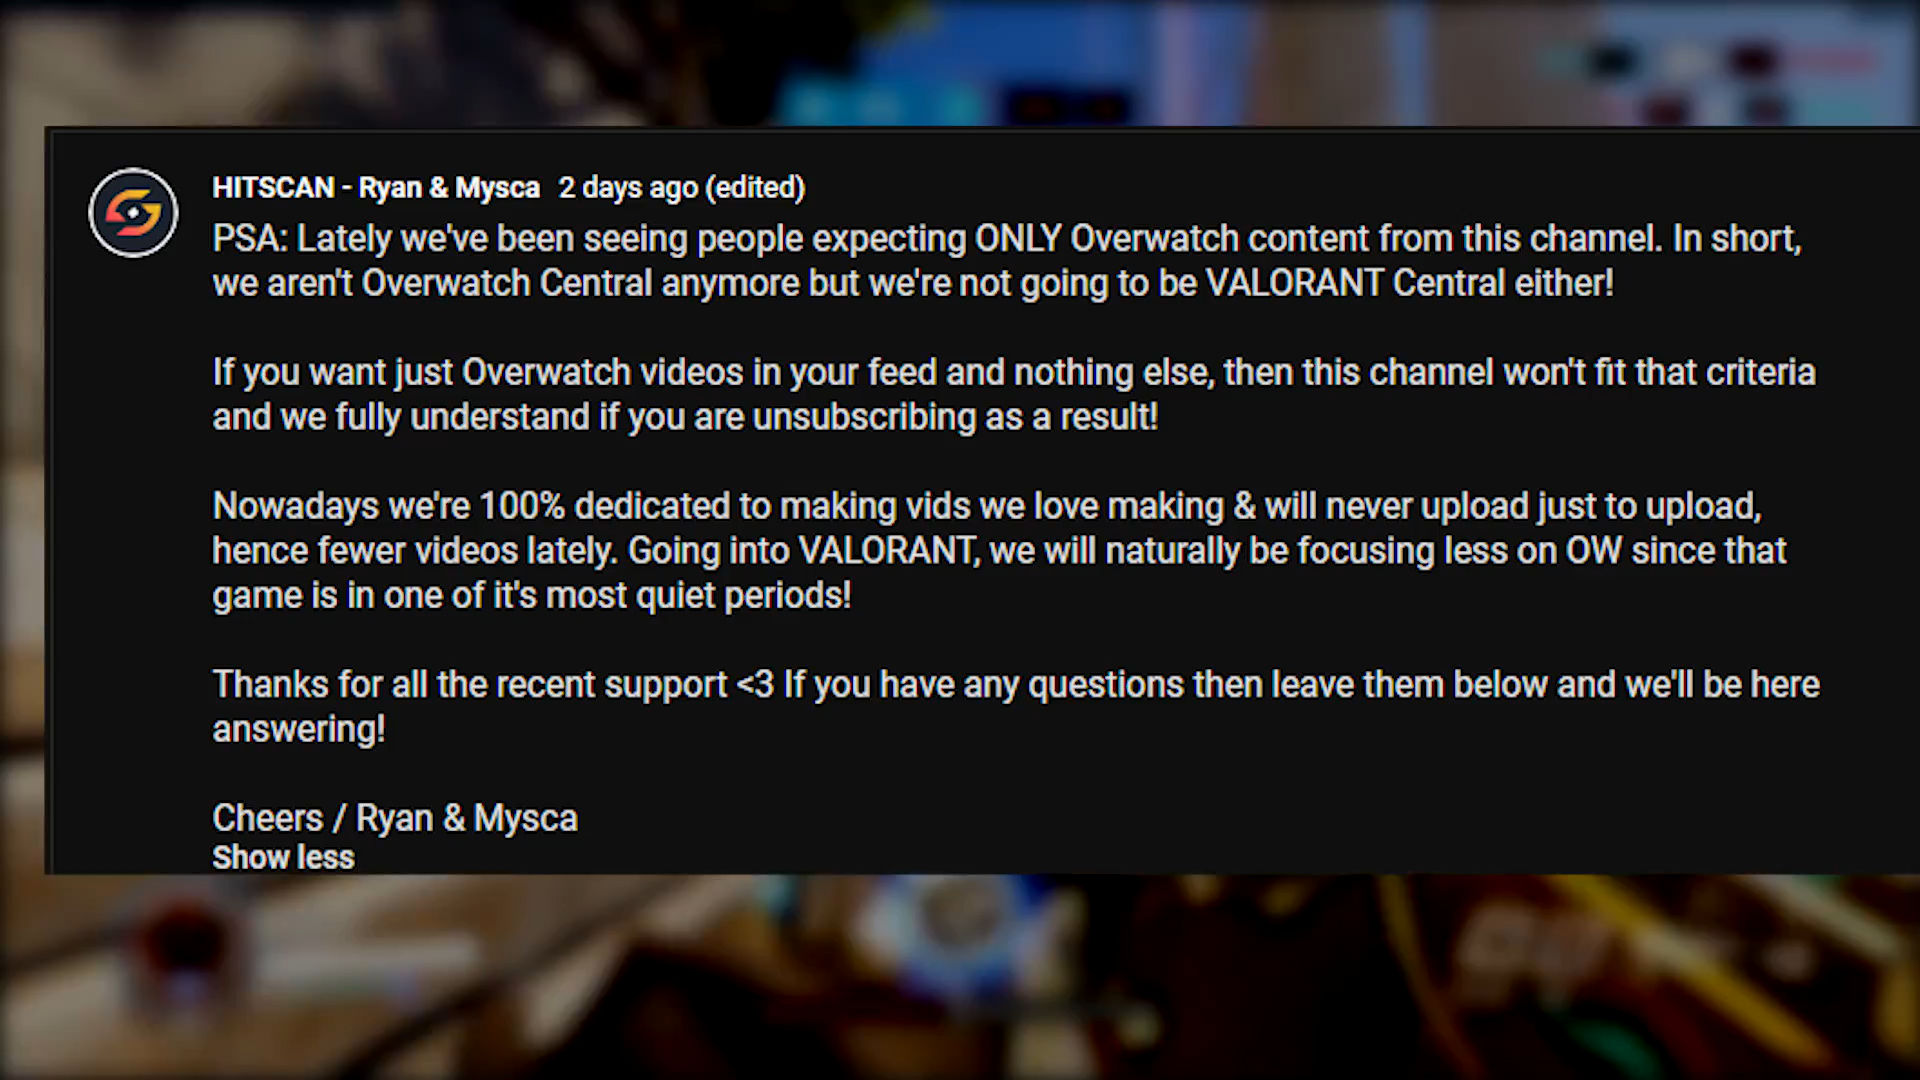 HITSCAN - Ryan & Mysca 2 days ago (edited)
PSA: Lately we've been seeing people expecting ONLY Overwatch content from this channel. In short,
we aren't Overwatch Central anymore but we're not going to be VALORANT Central either!
If you want just Overwatch videos in your feed and nothing else, then this channel won't fit that criteria
and we fully understand if you are unsubscribing as a result!
Nowadays we're 100% dedicated to making vids we love making & will never upload just to upload,
hence fewer videos lately. Going into VALORANT, we will naturally be focusing less on OW since that
game is in one of it's most quiet periods!
Thanks for all the recent support <3 If you have any questions then leave them below and we'll be here
answering!
Cheers / Ryan & Mysca
Show less